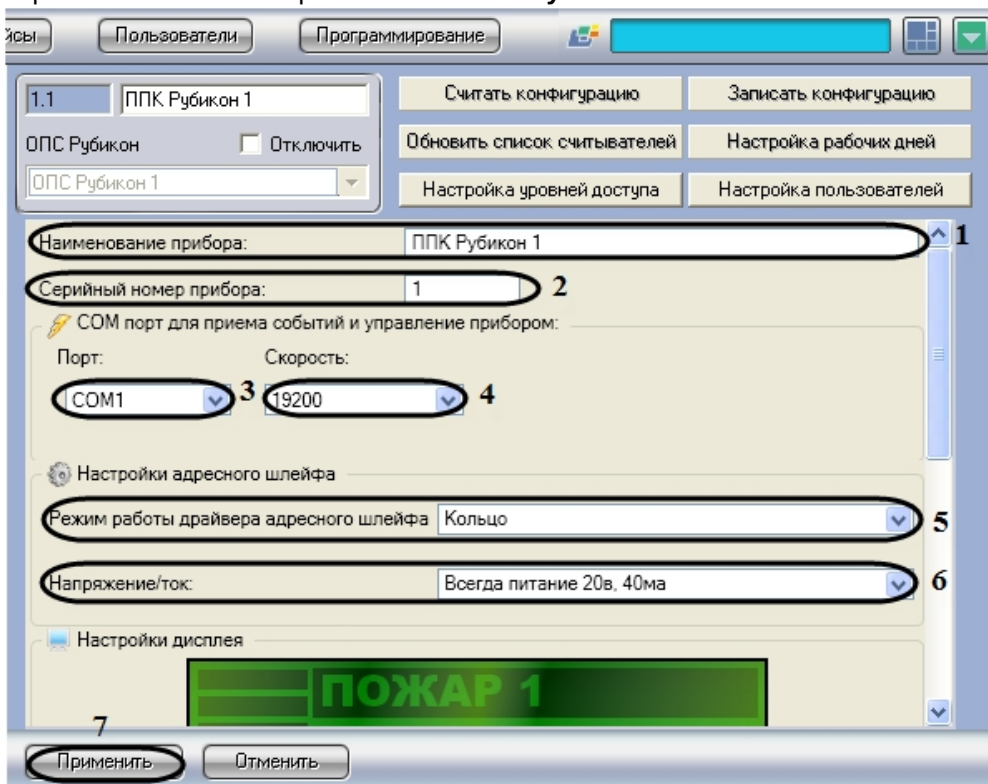 йсы Пользователи Программирование
1.1 ППК Рубикон 1 Считать конфигурацию Записать конфигурацию
ОПС Рубикон Отключить Обновить список считывателей Настройка рабочих дней
ОПС Рубикон 1 Настройка уровней доступа Настройка пользователей
Наименование прибора: ППК Рубикон 1 1
Серийный номер прибора: 1 2
COM порт для приема событий и управление прибором:
Порт: Скорость:
COM1 3 19200 4
Настройки адресного шлейфа
Режим работы драйвера адресного шлейфа Кольцо 5
Напряжение/ток: Всегда питание 20в, 40ма 6
Настройки дисплея
ПОЖАР 1
7
Применить Отменить